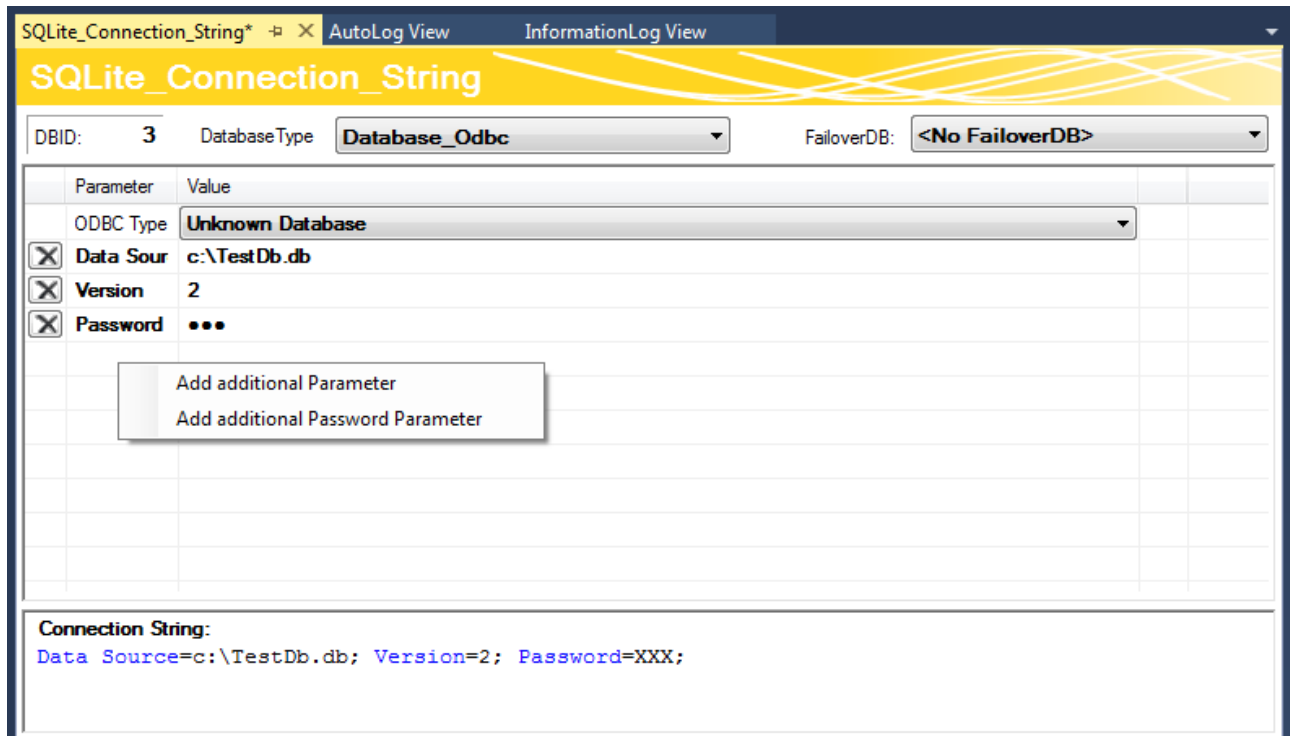 SQLite_Connection_String* AutoLog View InformationLog View
SQLite_Connection_String
DBID: 3 DatabaseType Database_Odbc FailoverDB: <No FailoverDB>
Parameter Value
ODBC Type Unknown Database
Data Sour c:\TestDb.db
Version 2
Password •••
Add additional Parameter
Add additional Password Parameter
Connection String:
Data Source=c:\TestDb.db; Version=2; Password=XXX;